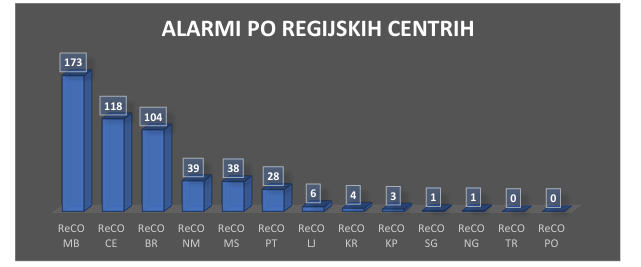 ALARMI PO REGIJSKIH CENTRIH
173
118
104
39
38
28
6
4
3
1
1
0
0
ReCO MB
ReCO CE
ReCO BR
ReCO NM
ReCO MS
ReCO PT
ReCO LJ
ReCO KR
ReCO KP
ReCO SG
ReCO NG
ReCO TR
ReCO PO